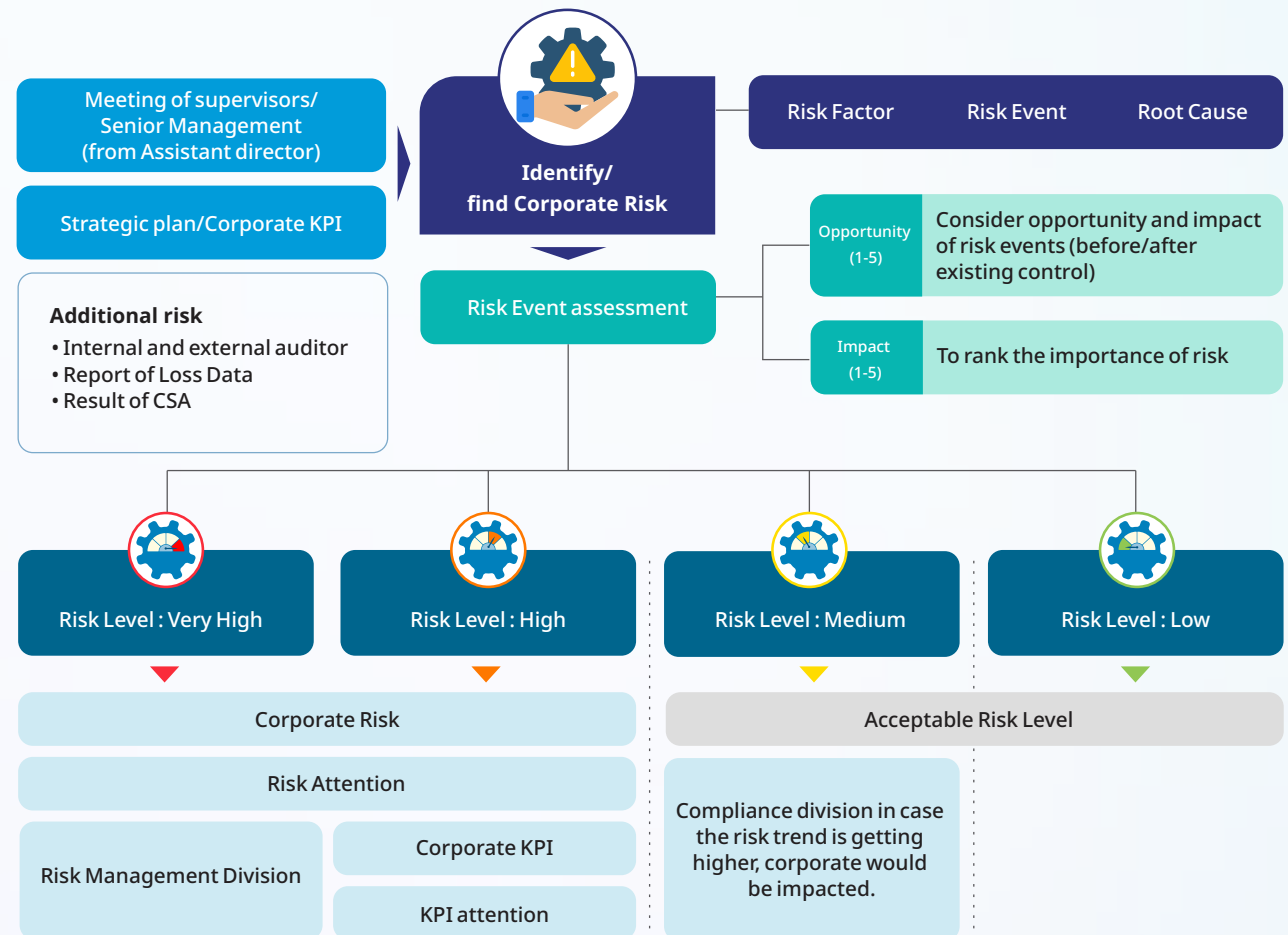 Meeting of supervisors/
Senior Management
(from Assistant director)
Strategic plan/Corporate KPI
Additional risk
• Internal and external auditor
• Report of Loss Data
• Result of CSA
Identify/
find Corporate Risk
Risk Factor
Risk Event
Root Cause
Risk Event assessment
Opportunity
(1-5)
Consider opportunity and impact
of risk events (before/after
existing control)
Impact
(1-5)
To rank the importance of risk
Risk Level : Very High
Risk Level : High
Risk Level : Medium
Risk Level : Low
Corporate Risk
Acceptable Risk Level
Risk Attention
Risk Management Division
Corporate KPI
KPI attention
Compliance division in case
the risk trend is getting
higher, corporate would
be impacted.